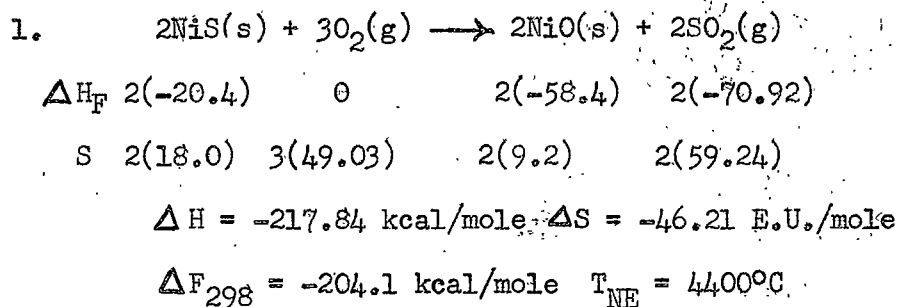 1. 2NiS(s) + 3O₂(g) ⟶ 2NiO(s) + 2SO₂(g)
ΔH_F 2(-20.4) 0 2(-58.4) 2(-70.92)
S 2(18.0) 3(49.03) 2(9.2) 2(59.24)
ΔH = -217.84 kcal/mole ΔS = -46.21 E.U./mole
ΔF₂₉₈ = -204.1 kcal/mole T_NE = 4400°C